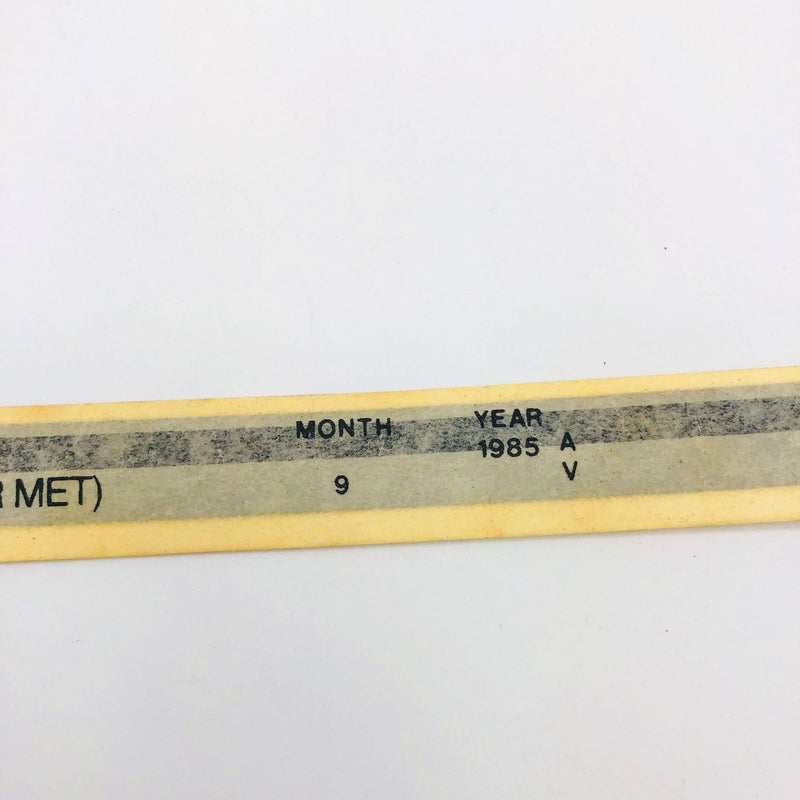 MONTH YEAR
1985 A
MET) 9 V